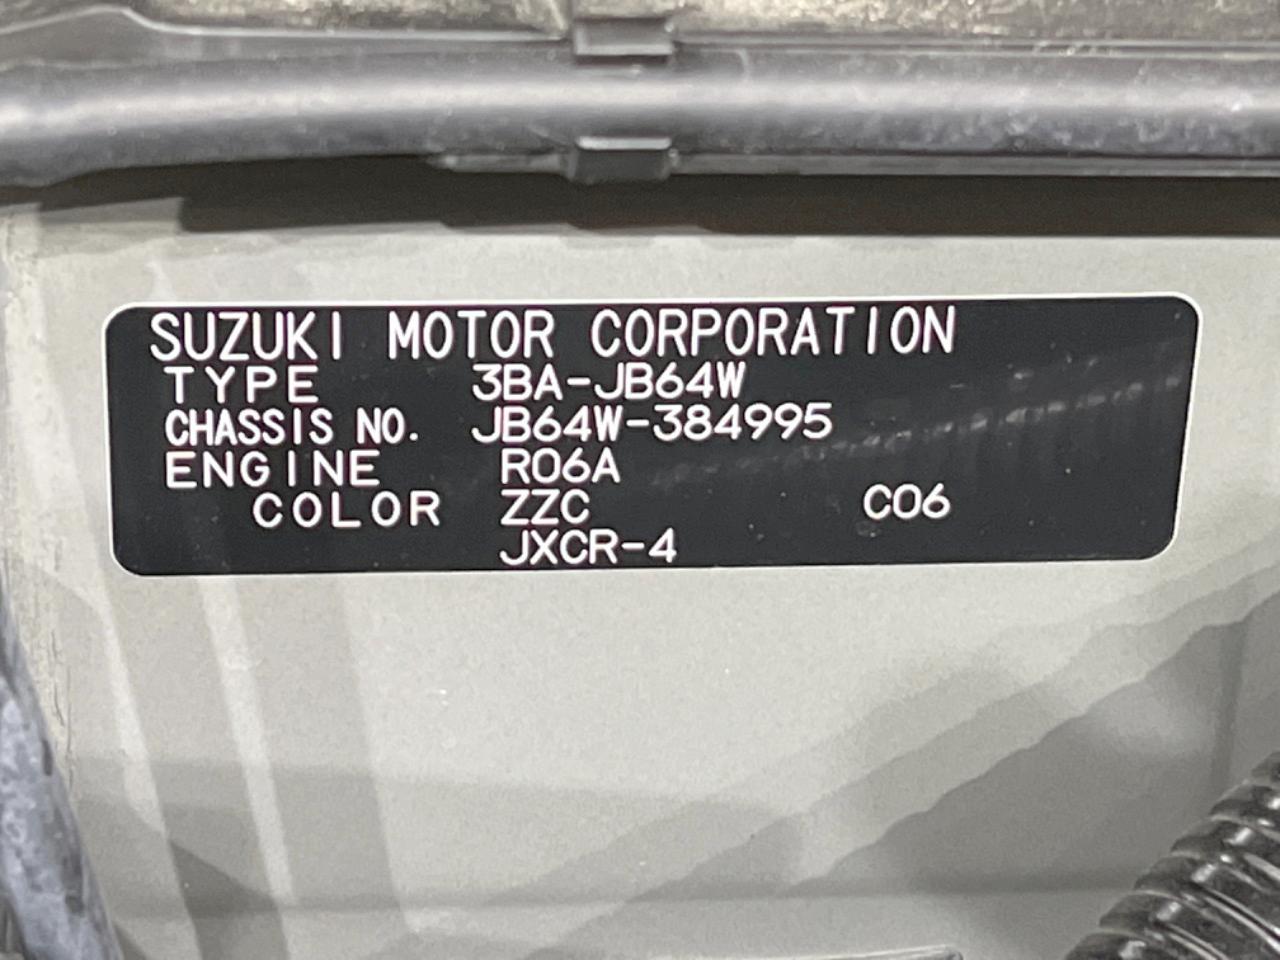 SUZUKI MOTOR CORPORATION
TYPE 3BA-JB64W
CHASSIS NO. JB64W-384995
ENGINE R06A
COLOR ZZC C06
JXCR-4